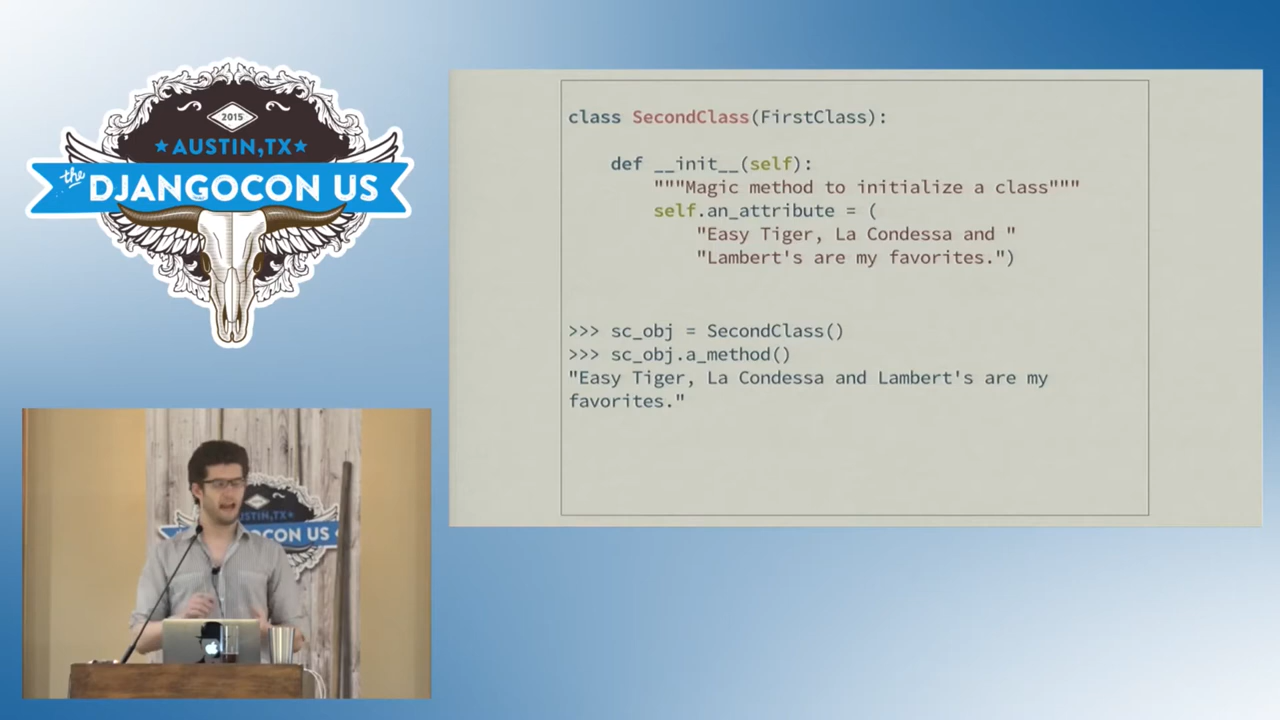 2015
AUSTIN,TX
the
DJANGOCON US
class SecondClass(FirstClass):
def __init__(self):
"""Magic method to initialize a class"""
self.an_attribute = (
"Easy Tiger, La Condessa and "
"Lambert's are my favorites.")
>>> sc_obj = SecondClass()
>>> sc_obj.a_method()
"Easy Tiger, La Condessa and Lambert's are my
favorites."
USTIN,TX
OCON US